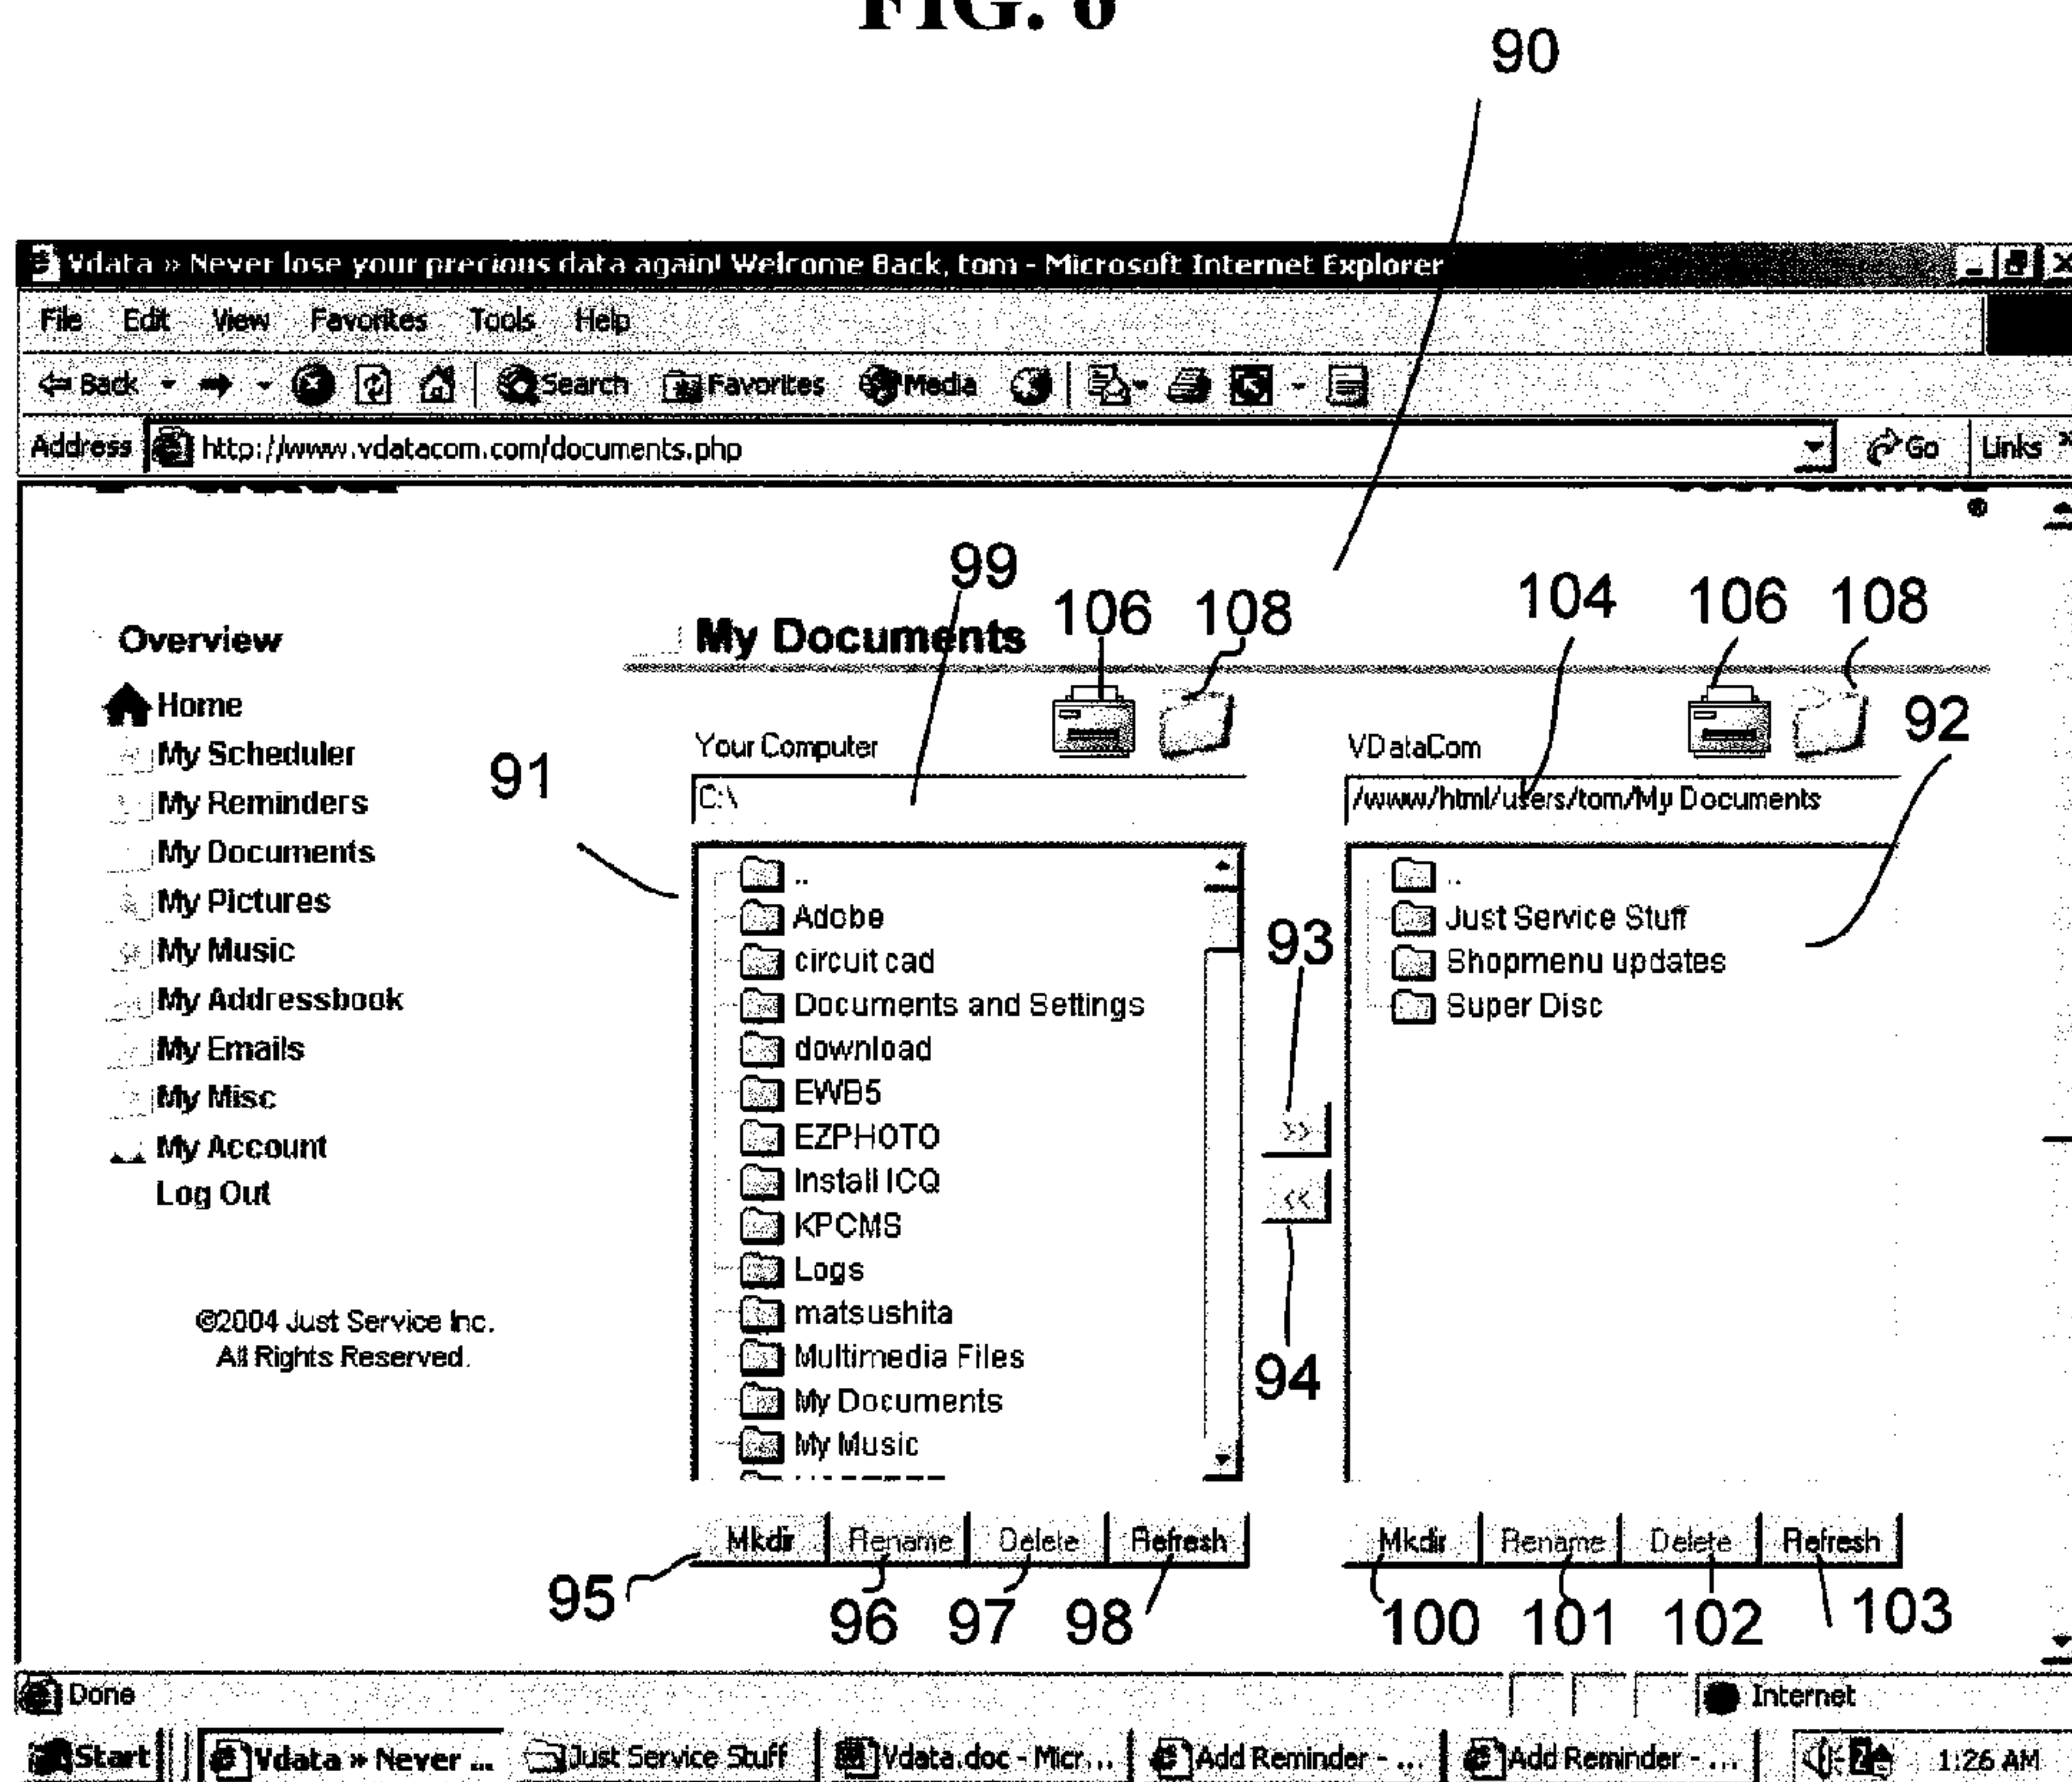 90
Vdata » Never lose your precious data again! Welcome Back, tom - Microsoft Internet Explorer
File Edit View Favorites Tools Help
Back Search Favorites Media
Address http://www.vdatacom.com/documents.php Go Links »
®
99
106 108 104 106 108
Overview
My Documents
92
Home
My Scheduler
My Reminders
My Documents
My Pictures
My Music
My Addressbook
My Emails
My Misc
My Account
Log Out
©2004 Just Service Inc.
All Rights Reserved.
91
Your Computer
C:\
..
Adobe
circuit cad
Documents and Settings
download
EWB5
EZPHOTO
Install ICQ
KPCMS
Logs
matsushita
Multimedia Files
My Documents
My Music
93
>>
<<
94
VDataCom
/www/html/users/tom/My Documents
..
Just Service Stuff
Shopmenu updates
Super Disc
Mkdir Rename Delete Refresh
Mkdir Rename Delete Refresh
95 96 97 98 100 101 102 103
Done Internet
Start Vdata » Never ... Just Service Stuff Vdata.doc - Micr... Add Reminder - ... Add Reminder - ... 1:26 AM